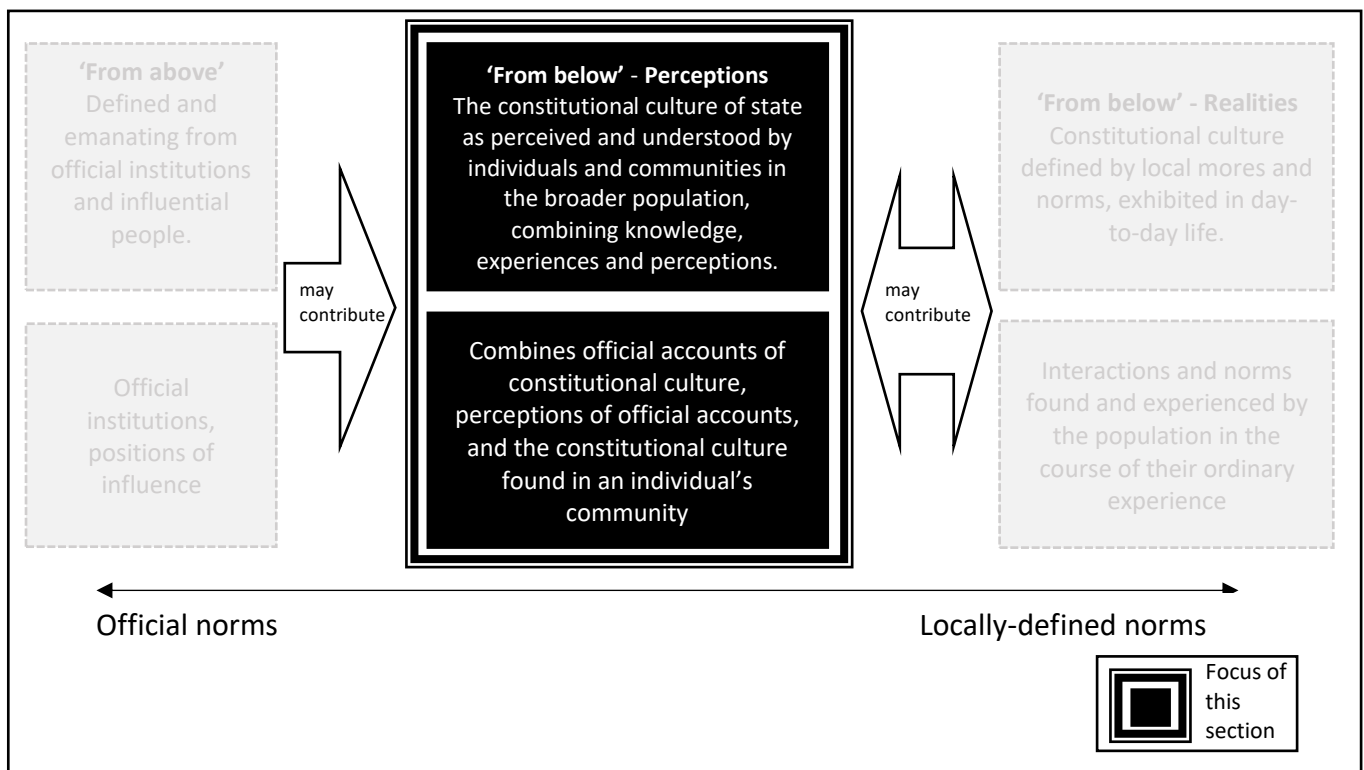 ‘From above’
Defined and
emanating from
official institutions
and influential
people.
Official
institutions,
positions of
influence
may
contribute
‘From below’ - Perceptions
The constitutional culture of state
as perceived and understood by
individuals and communities in
the broader population,
combining knowledge,
experiences and perceptions.
Combines official accounts of
constitutional culture,
perceptions of official accounts,
and the constitutional culture
found in an individual’s
community
may
contribute
‘From below’ - Realities
Constitutional culture
defined by local mores and
norms, exhibited in day-
to-day life.
Interactions and norms
found and experienced by
the population in the
course of their ordinary
experience
Official norms
Locally-defined norms
Focus of
this
section